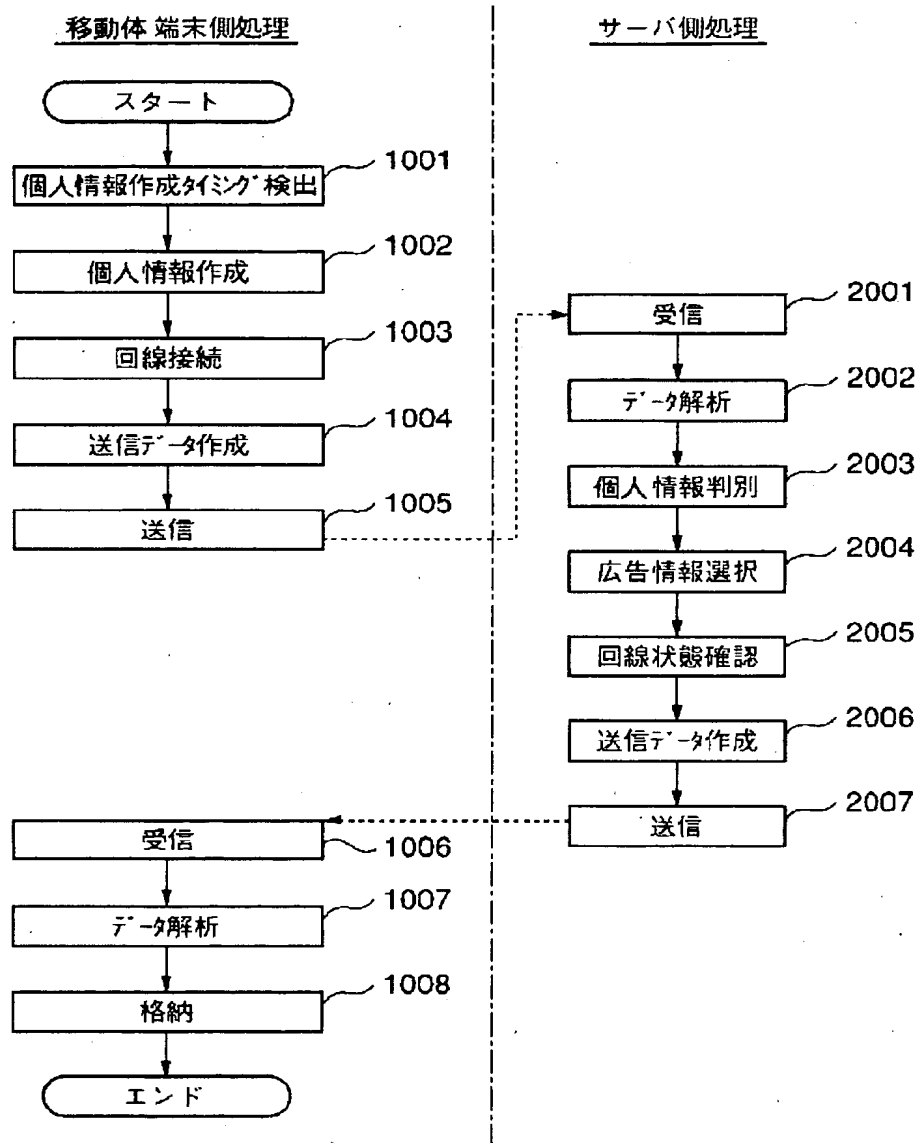 移動体端末側処理
スタート
1001
個人情報作成タイミング検出
1002
個人情報作成
1003
回線接続
1004
送信データ作成
1005
送信
1006
受信
1007
データ解析
1008
格納
エンド
サーバ側処理
2001
受信
2002
データ解析
2003
個人情報判別
2004
広告情報選択
2005
回線状態確認
2006
送信データ作成
2007
送信